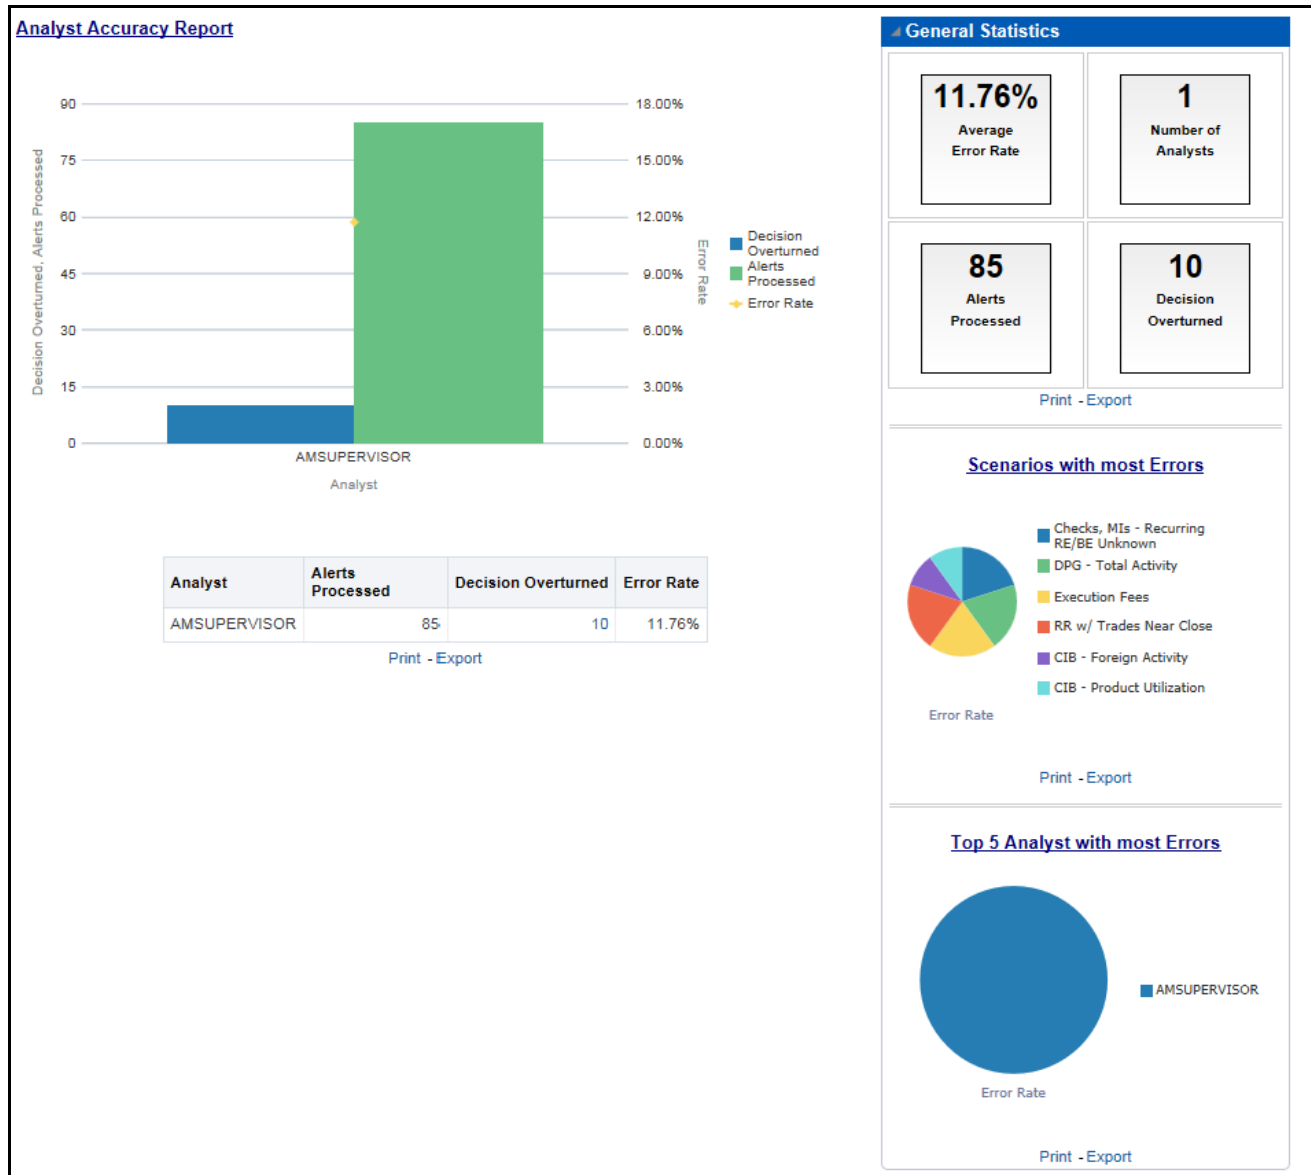 Analyst Accuracy Report
90
75
60
45
30
15
0
Decision Overturned, Alerts Processed
18.00%
15.00%
12.00%
9.00%
6.00%
3.00%
0.00%
Error Rate
AMSUPERVISOR
Analyst
Decision
Overturned
Alerts
Processed
Error Rate
Analyst
Alerts
Processed
Decision Overturned
Error Rate
AMSUPERVISOR 85 10 11.76%
Print - Export
General Statistics
11.76%
Average
Error Rate
1
Number of
Analysts
85
Alerts
Processed
10
Decision
Overturned
Print - Export
Scenarios with most Errors
Checks, MIs - Recurring
RE/BE Unknown
DPG - Total Activity
Execution Fees
RR w/ Trades Near Close
CIB - Foreign Activity
CIB - Product Utilization
Error Rate
Print - Export
Top 5 Analyst with most Errors
AMSUPERVISOR
Error Rate
Print - Export